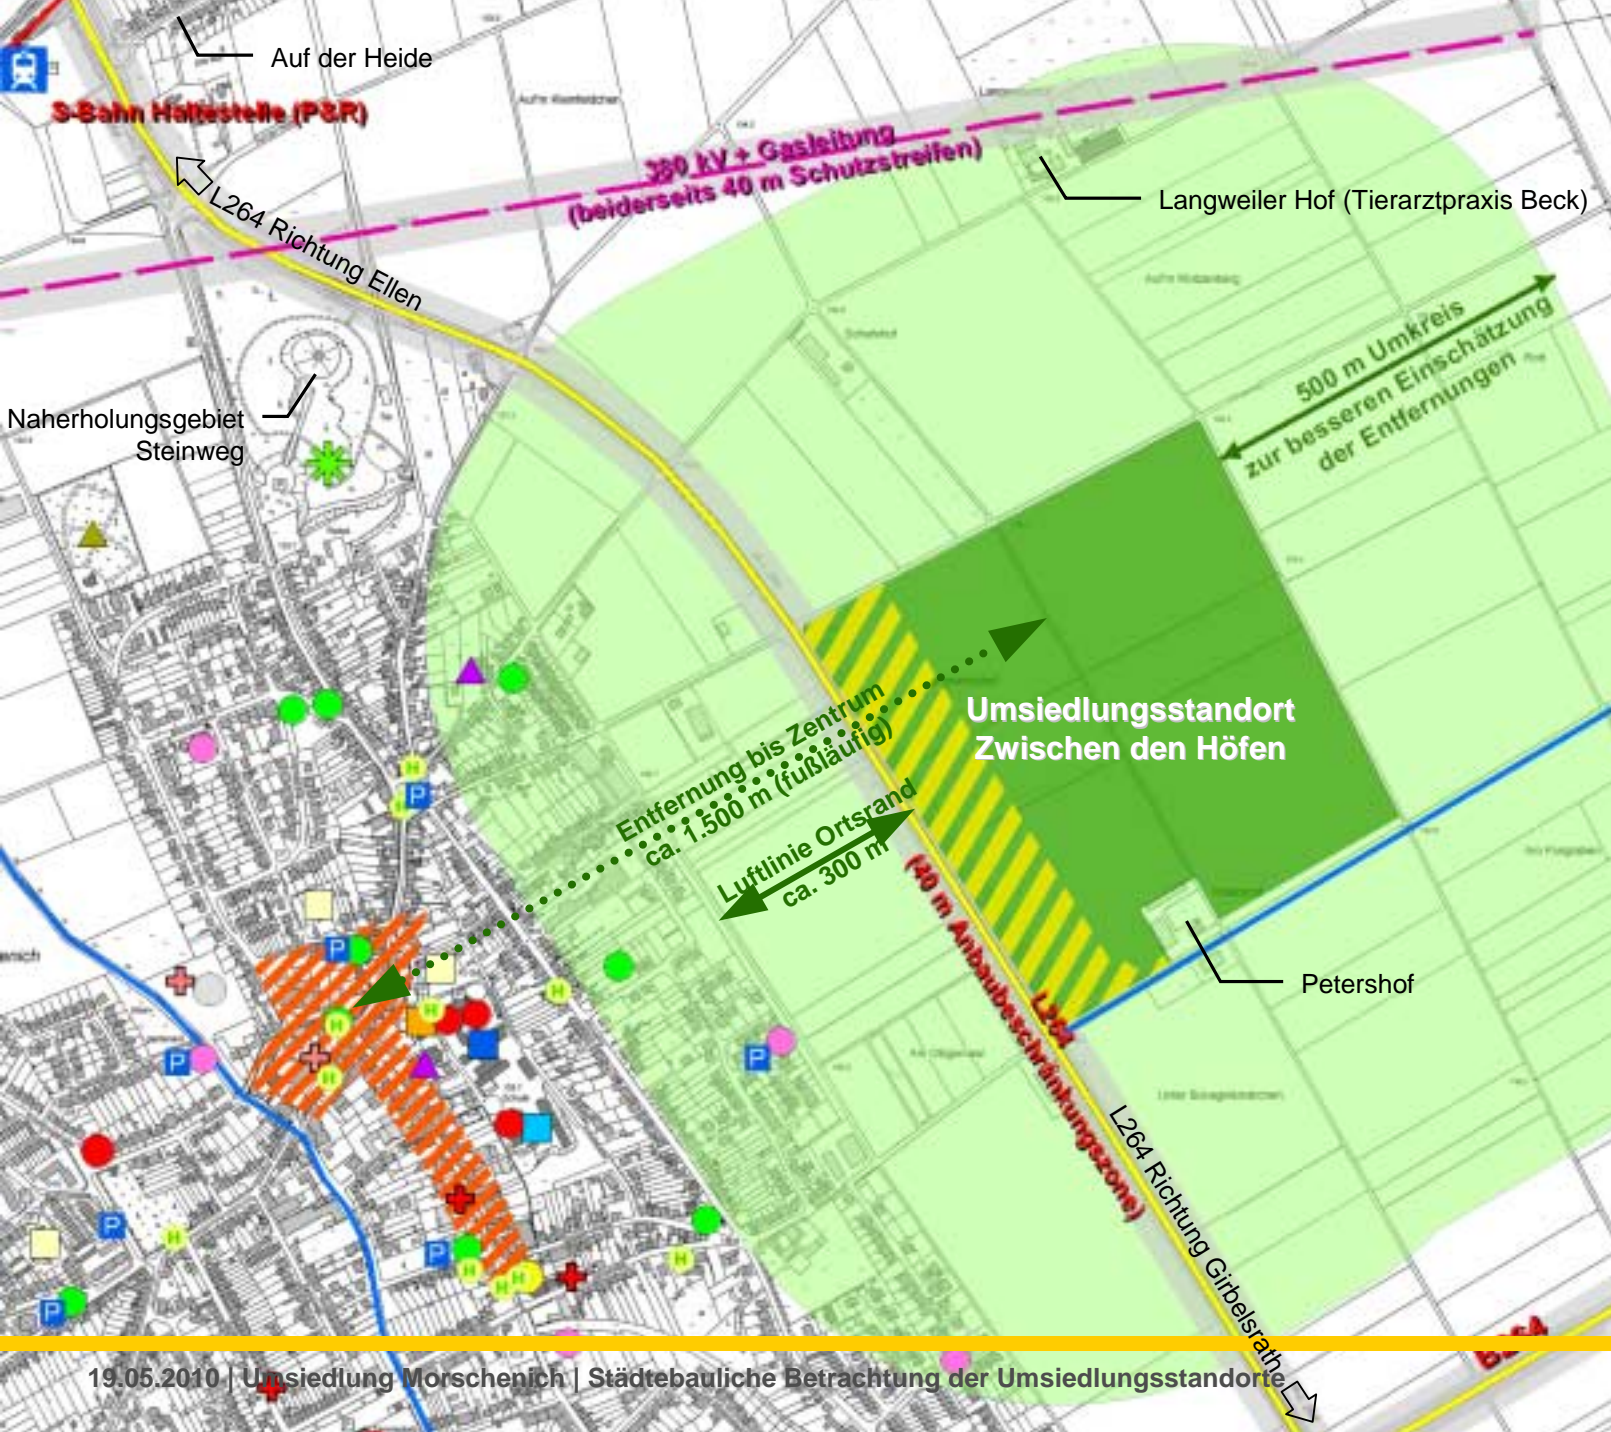 Auf der Heide
S-Bahn Haltestelle (P&R)
380 kV + Gasleitung
(beiderseits 40 m Schutzstreifen)
Langweiler Hof (Tierarztpraxis Beck)
L264 Richtung Ellen
500 m Umkreis
zur besseren Einschätzung
der Entfernungen
Naherholungsgebiet
Steinweg
Umsiedlungsstandort
Zwischen den Höfen
Entfernung bis Zentrum
ca. 1.500 m (fußläufig)
Luftlinie Ortsrand
ca. 300 m
(40 m Anbaubeschränkungszone)
L264
Petershof
L264 Richtung Girbelsrath
B264
P
P
P
P
P
P
P
H
H
H
H
H
H
H
H
H
H
H
H
19.05.2010 | Umsiedlung Morschenich | Städtebauliche Betrachtung der Umsiedlungsstandorte